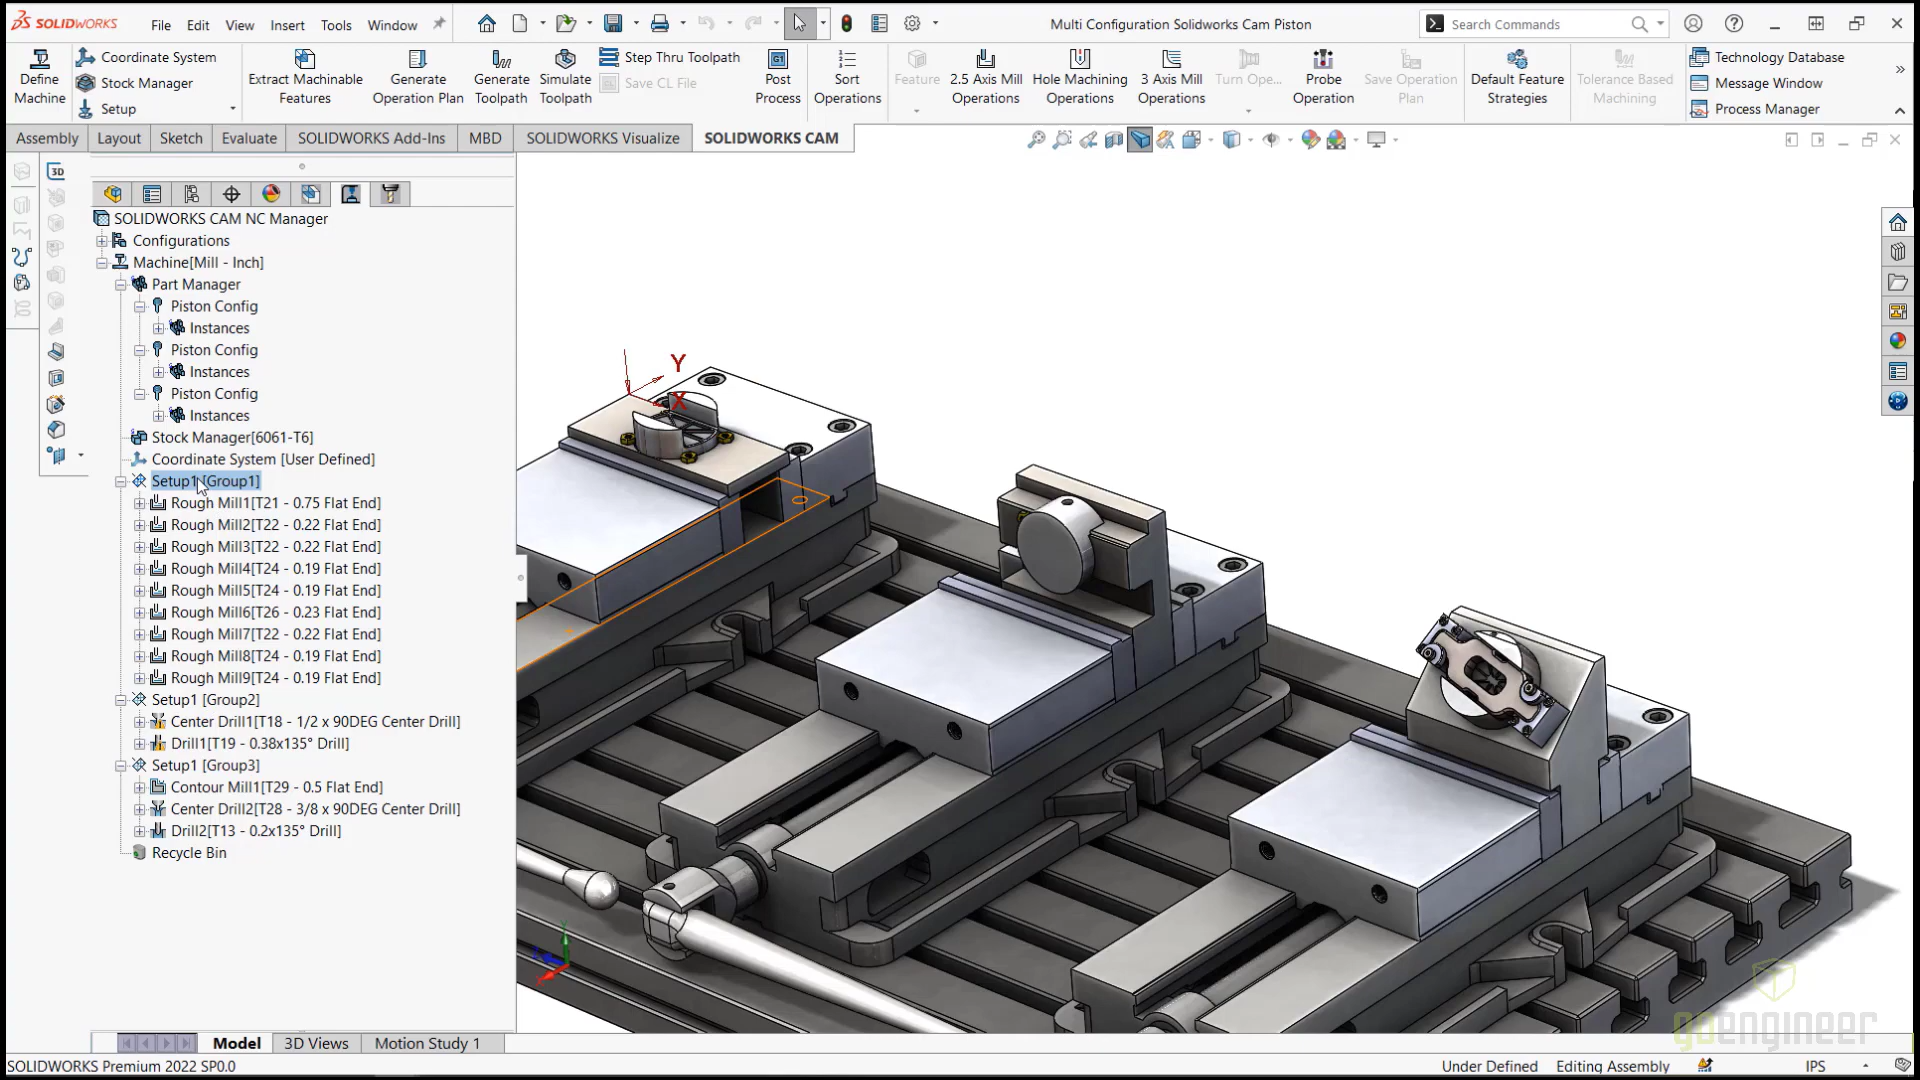 SOLIDWORKS File Edit View Insert Tools Window Multi Configuration Solidworks Cam Piston Search Commands
Define Machine
Coordinate System
Stock Manager
Setup
Extract Machinable Features
Generate Operation Plan
Generate Toolpath
Simulate Toolpath
Step Thru Toolpath
Save CL File
G1
Post Process
Sort Operations
Feature
2.5 Axis Mill Operations
Hole Machining Operations
3 Axis Mill Operations
Turn Ope...
Probe Operation
Save Operation Plan
Default Feature Strategies
Tolerance Based Machining
Technology Database
Message Window
Process Manager
Assembly Layout Sketch Evaluate SOLIDWORKS Add-Ins MBD SOLIDWORKS Visualize SOLIDWORKS CAM
3D
SOLIDWORKS CAM NC Manager
Configurations
Machine[Mill - Inch]
Part Manager
Piston Config
Instances
Piston Config
Instances
Piston Config
Instances
Stock Manager[6061-T6]
Coordinate System [User Defined]
Setup1 [Group1]
Rough Mill1[T21 - 0.75 Flat End]
Rough Mill2[T22 - 0.22 Flat End]
Rough Mill3[T22 - 0.22 Flat End]
Rough Mill4[T24 - 0.19 Flat End]
Rough Mill5[T24 - 0.19 Flat End]
Rough Mill6[T26 - 0.23 Flat End]
Rough Mill7[T22 - 0.22 Flat End]
Rough Mill8[T24 - 0.19 Flat End]
Rough Mill9[T24 - 0.19 Flat End]
Setup1 [Group2]
Center Drill1[T18 - 1/2 x 90DEG Center Drill]
Drill1[T19 - 0.38x135° Drill]
Setup1 [Group3]
Contour Mill1[T29 - 0.5 Flat End]
Center Drill2[T28 - 3/8 x 90DEG Center Drill]
Drill2[T13 - 0.2x135° Drill]
Recycle Bin
Y
X
goengineer
Model 3D Views Motion Study 1
SOLIDWORKS Premium 2022 SP0.0 Under Defined Editing Assembly IPS